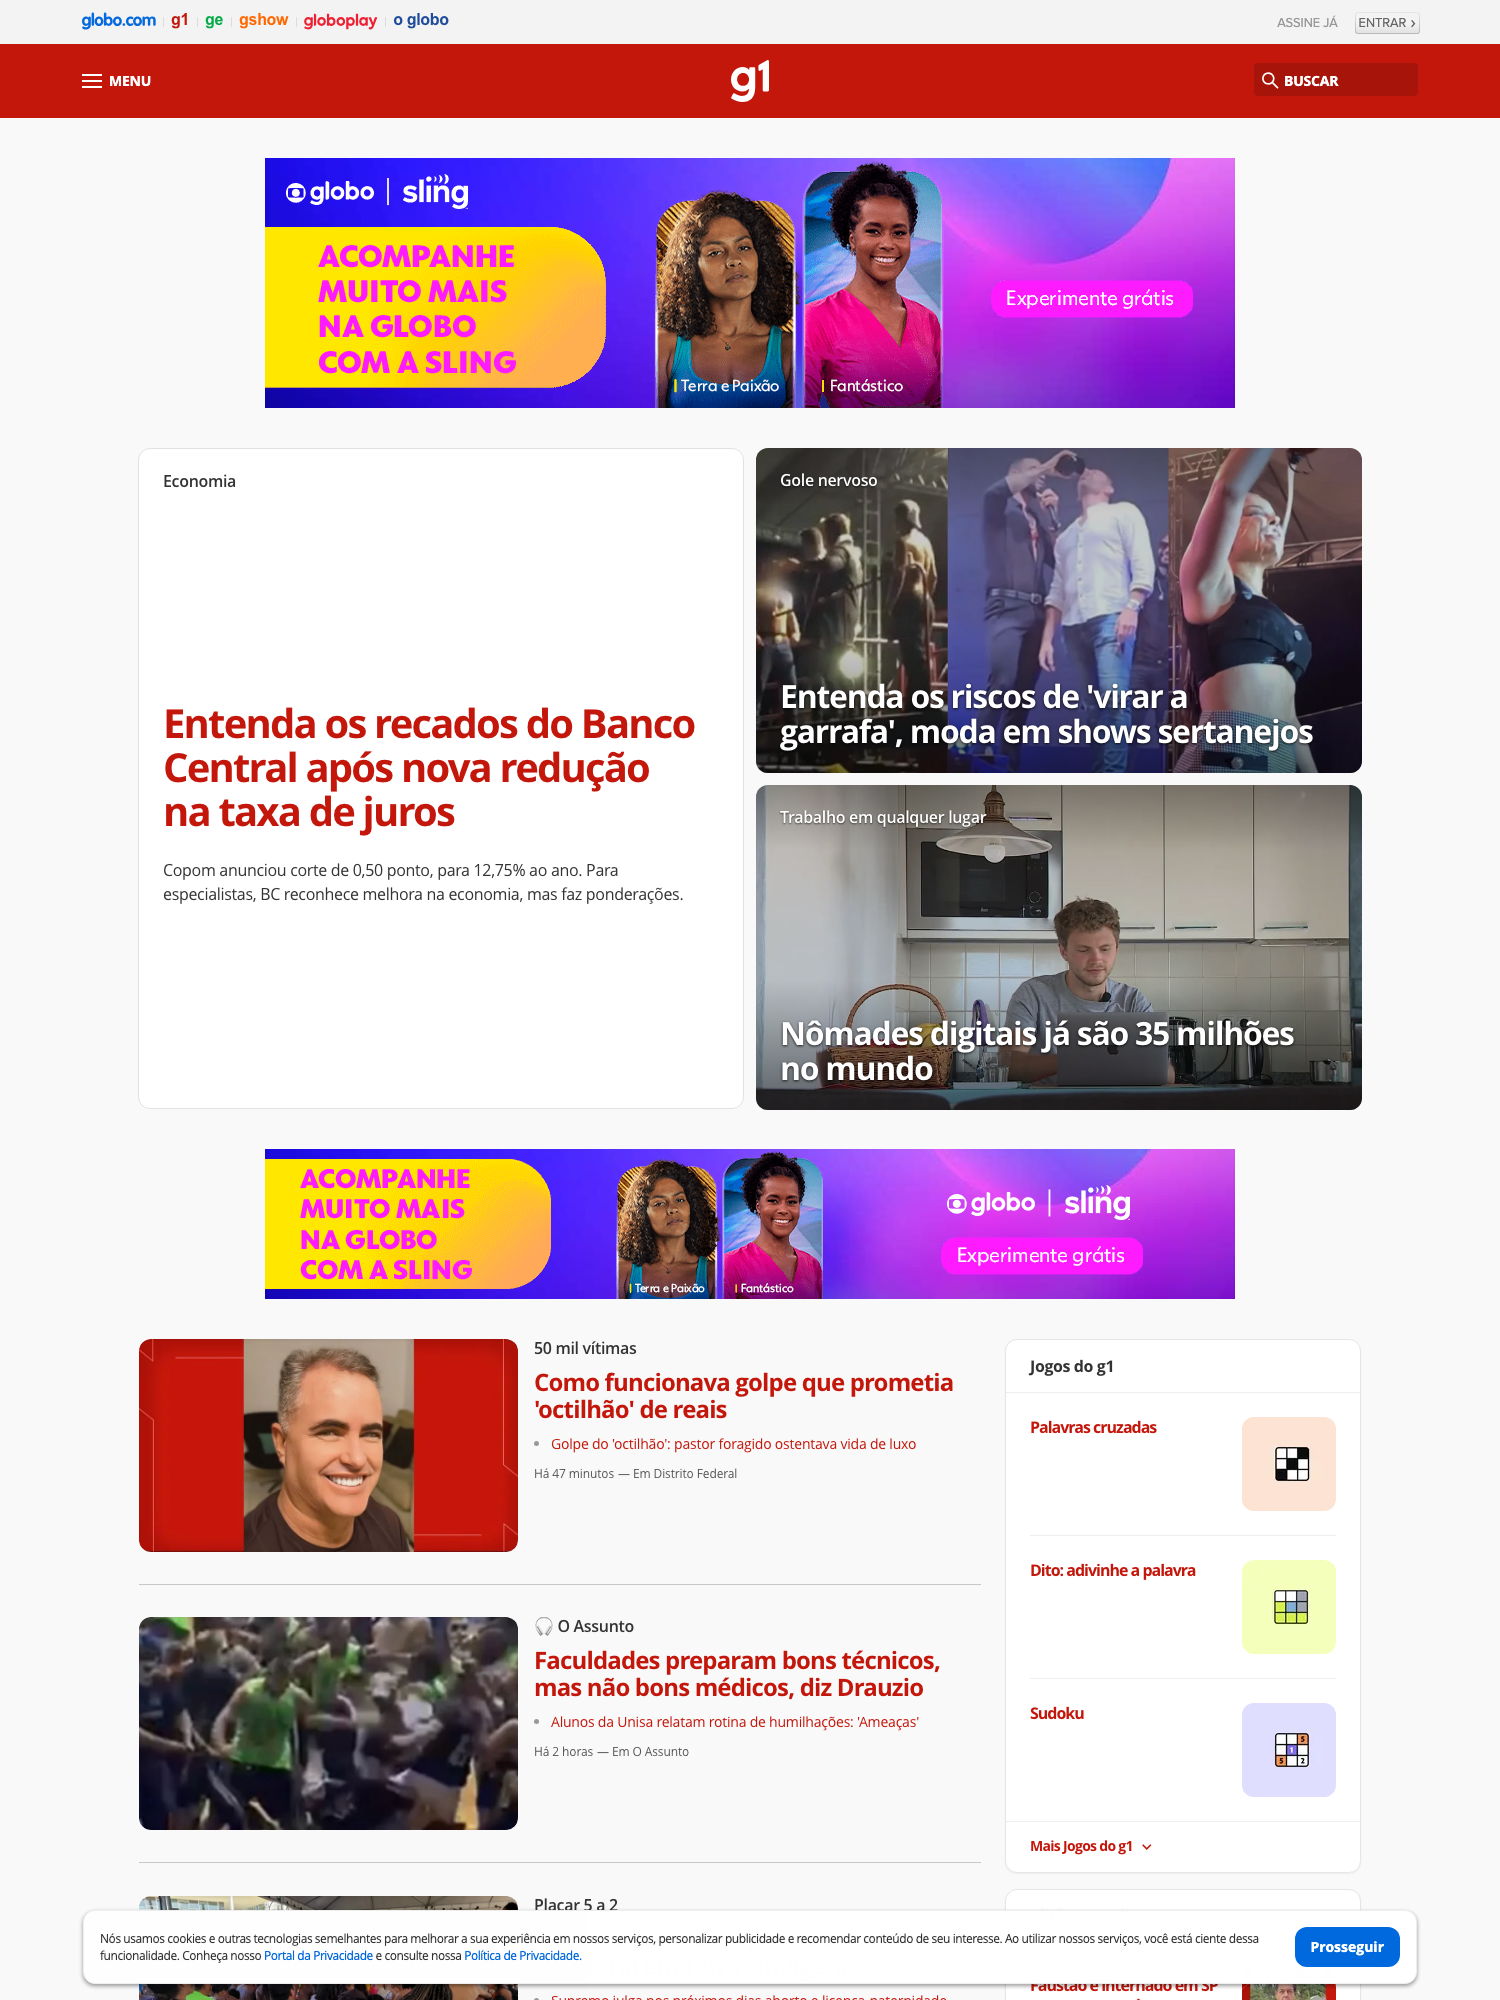 globo.com g1 ge gshow globoplay o globo
ASSINE JÁ ENTRAR ›
MENU
g1
BUSCAR
globo | sling
ACOMPANHE
MUITO MAIS
NA GLOBO
COM A SLING
Terra e Paixão
Fantástico
Experimente grátis
Economia
Entenda os recados do Banco
Central após nova redução
na taxa de juros
Copom anunciou corte de 0,50 ponto, para 12,75% ao ano. Para
especialistas, BC reconhece melhora na economia, mas faz ponderações.
Gole nervoso
Entenda os riscos de 'virar a
garrafa', moda em shows sertanejos
Trabalho em qualquer lugar
Nômades digitais já são 35 milhões
no mundo
ACOMPANHE
MUITO MAIS
NA GLOBO
COM A SLING
Terra e Paixão
Fantástico
globo | sling
Experimente grátis
50 mil vítimas
Como funcionava golpe que prometia
'octilhão' de reais
Golpe do 'octilhão': pastor foragido ostentava vida de luxo
Há 47 minutos — Em Distrito Federal
O Assunto
Faculdades preparam bons técnicos,
mas não bons médicos, diz Drauzio
Alunos da Unisa relatam rotina de humilhações: 'Ameaças'
Há 2 horas — Em O Assunto
Placar 5 a 2
Supremo julga nos próximos dias aborto e licença-paternidade
Jogos do g1
Palavras cruzadas
Dito: adivinhe a palavra
Sudoku
5
1
5 2
Mais Jogos do g1
Faustão é internado em SP
Nós usamos cookies e outras tecnologias semelhantes para melhorar a sua experiência em nossos serviços, personalizar publicidade e recomendar conteúdo de seu interesse. Ao utilizar nossos serviços, você está ciente dessa
funcionalidade. Conheça nosso Portal da Privacidade e consulte nossa Política de Privacidade.
Prosseguir